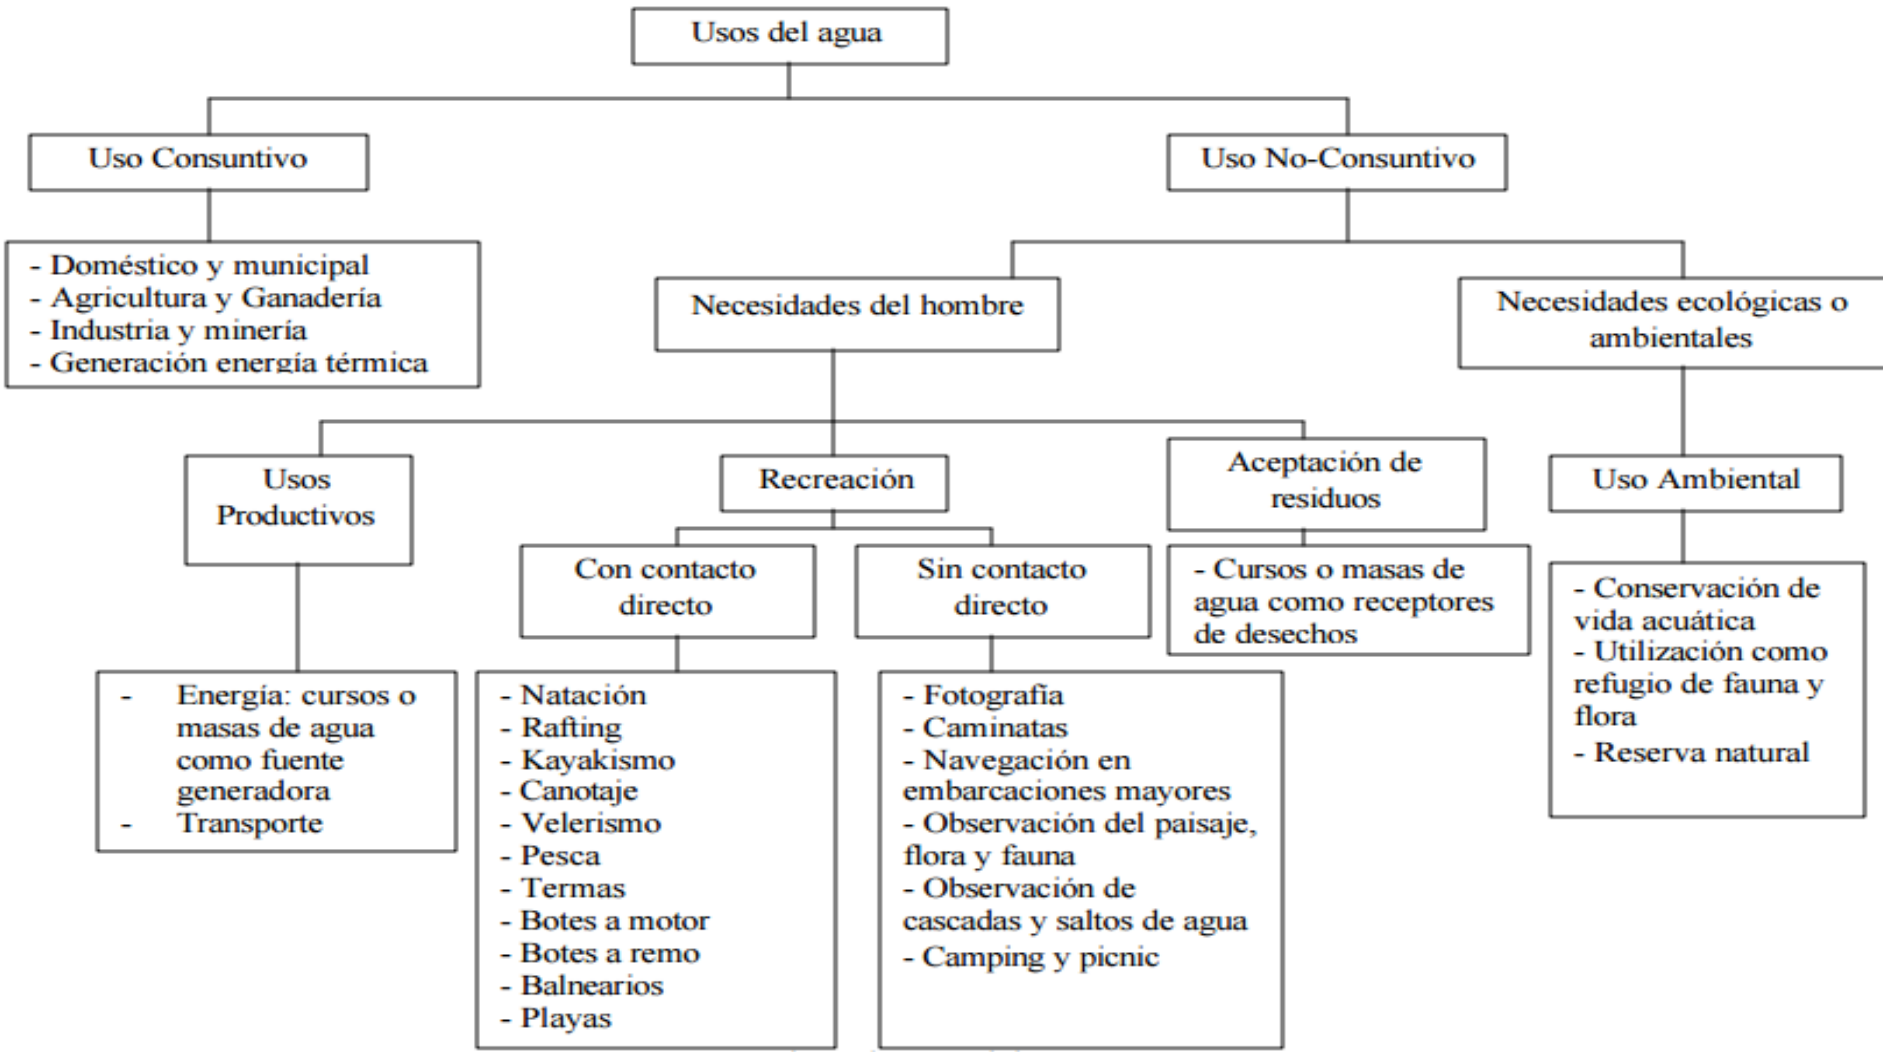 Usos del agua
Uso Consuntivo
Uso No-Consuntivo
- Doméstico y municipal
- Agricultura y Ganadería
- Industria y minería
- Generación energía térmica
Necesidades del hombre
Necesidades ecológicas o
ambientales
Usos
Productivos
Recreación
Aceptación de
residuos
Uso Ambiental
Con contacto
directo
Sin contacto
directo
- Cursos o masas de
agua como receptores
de desechos
- Conservación de
vida acuática
- Utilización como
refugio de fauna y
flora
- Reserva natural
- Energía: cursos o
masas de agua
como fuente
generadora
- Transporte
- Natación
- Rafting
- Kayakismo
- Canotaje
- Velerismo
- Pesca
- Termas
- Botes a motor
- Botes a remo
- Balnearios
- Playas
- Fotografía
- Caminatas
- Navegación en
embarcaciones mayores
- Observación del paisaje,
flora y fauna
- Observación de
cascadas y saltos de agua
- Camping y picnic